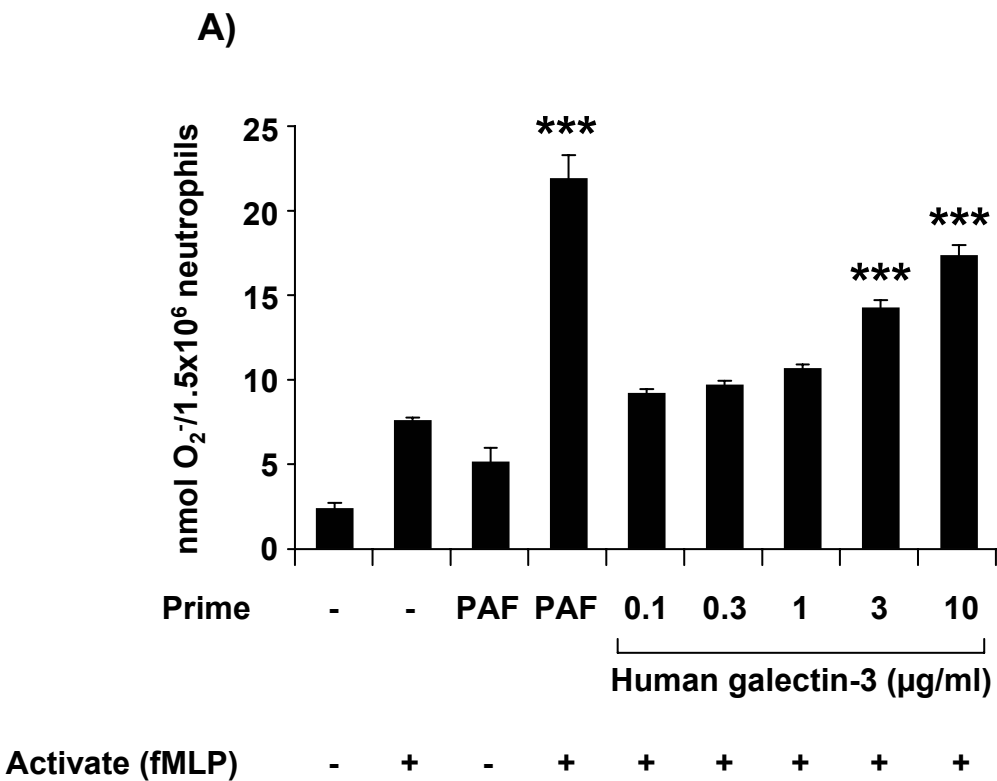 A)
nmol O₂⁻/1.5x10⁶ neutrophils
25
20
15
10
5
0
***
***
***
Prime - - PAF PAF 0.1 0.3 1 3 10
Human galectin-3 (µg/ml)
Activate (fMLP) - + - + + + + + +